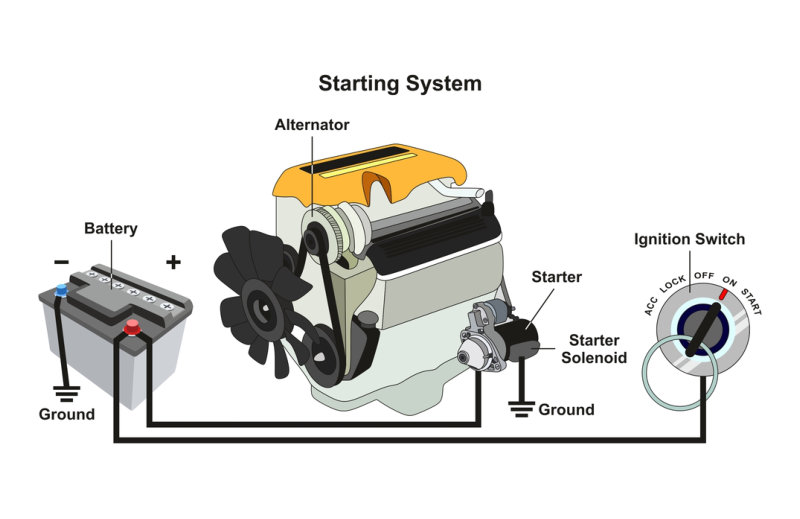 Starting System
Alternator
Battery
− +
Ignition Switch
ACC LOCK OFF ON START
Starter
Starter
Solenoid
Ground
Ground